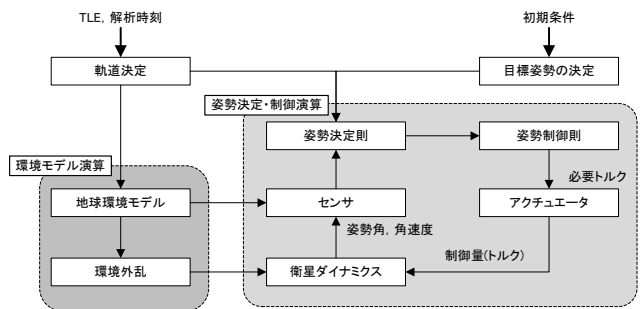 TLE, 解析時刻
初期条件
軌道決定
目標姿勢の決定
姿勢決定・制御演算
姿勢決定則
姿勢制御則
環境モデル演算
必要トルク
地球環境モデル
センサ
アクチュエータ
姿勢角, 角速度
制御量(トルク)
環境外乱
衛星ダイナミクス